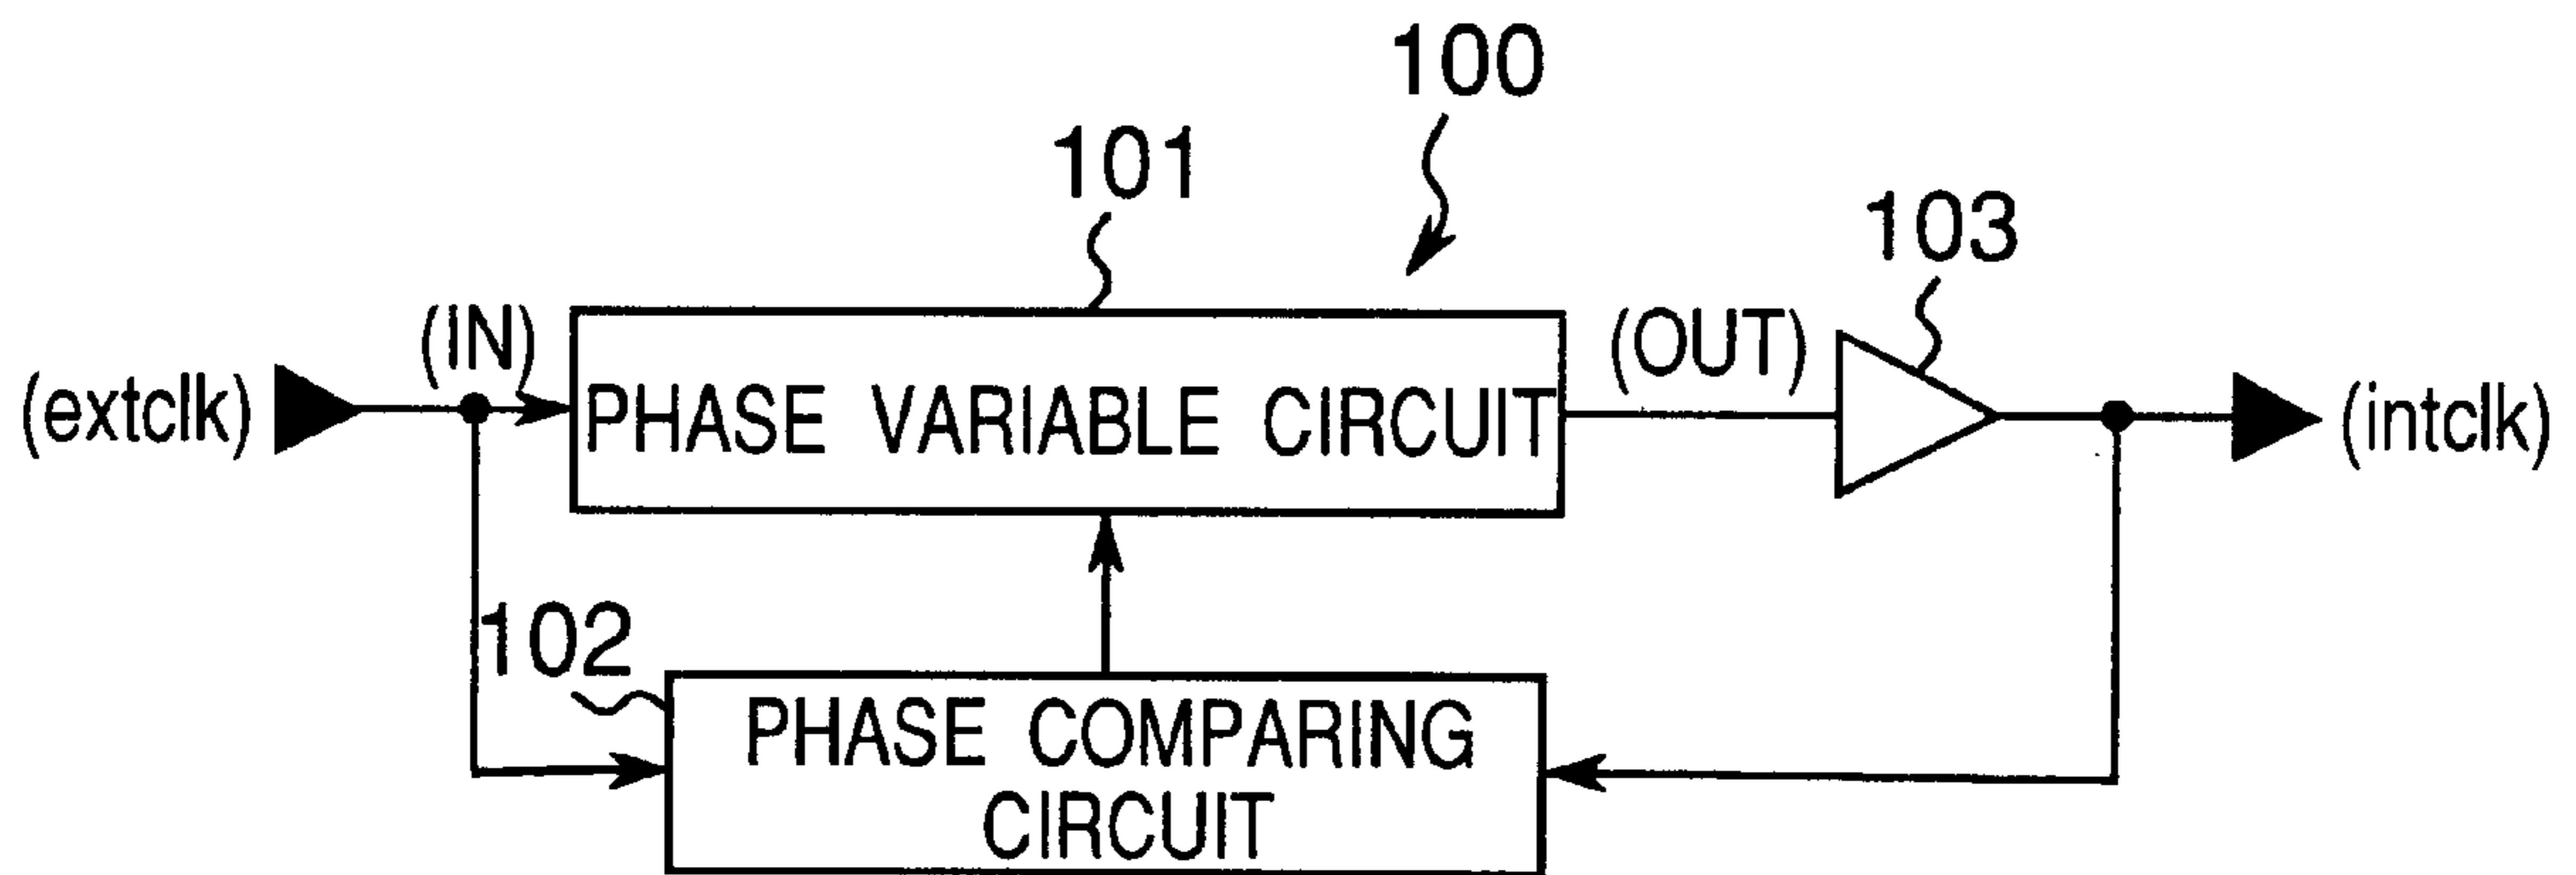 100
101
103
(IN)
(OUT)
(extclk)
PHASE VARIABLE CIRCUIT
(intclk)
102
PHASE COMPARING
CIRCUIT